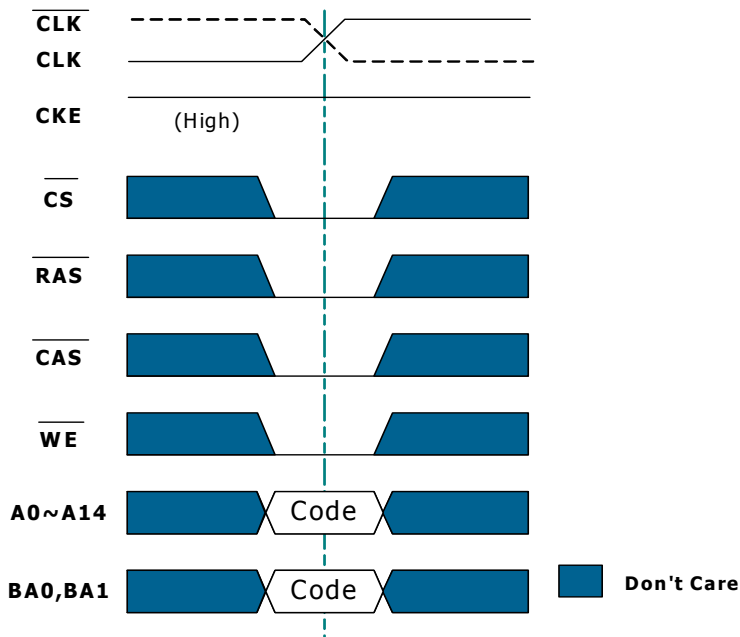 CLK
CLK
CKE
(High)
CS
RAS
CAS
WE
A0~A14
Code
BA0,BA1
Code
Don't Care